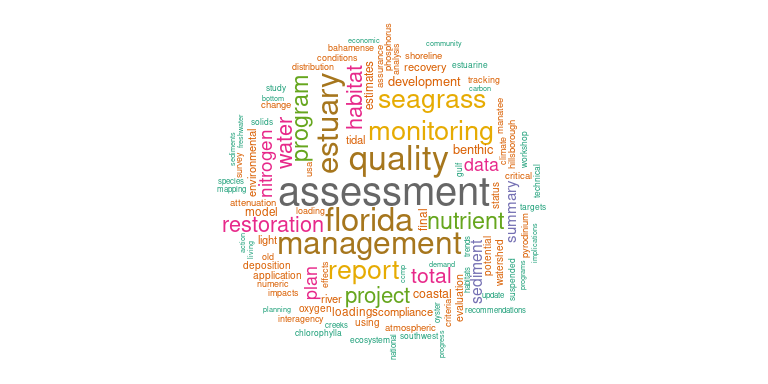 economic
community
bahamense
phosphorus
conditions
assurance
analysis
shoreline
distribution
estimates
recovery
estuarine
study
program
estuary
habitat
development
tracking
carbon
bottom
change
seagrass
manatee
solids
freshwater
water
monitoring
hillsborough
sediments
survey
environmental
nitrogen
tidal
quality
benthic
climate
workshop
usa
gulf
data
critical
technical
species
mapping
assessment
status
summary
attenuation
model
loading
florida
final
nutrient
targets
pyrodinium
implications
restoration
action
living
light
management
trends
potential
watershed
old
deposition
application
effects
report
ccmp
demand
total
sediment
habitats
suspended
programs
numeric
impacts
plan
river
project
coastal
evaluation
update
planning
oxygen
loadings
compliance
oyster
criteria
recommendations
interagency
creeks
using
atmospheric
chlorophylla
ecosystem
national
southwest
progress